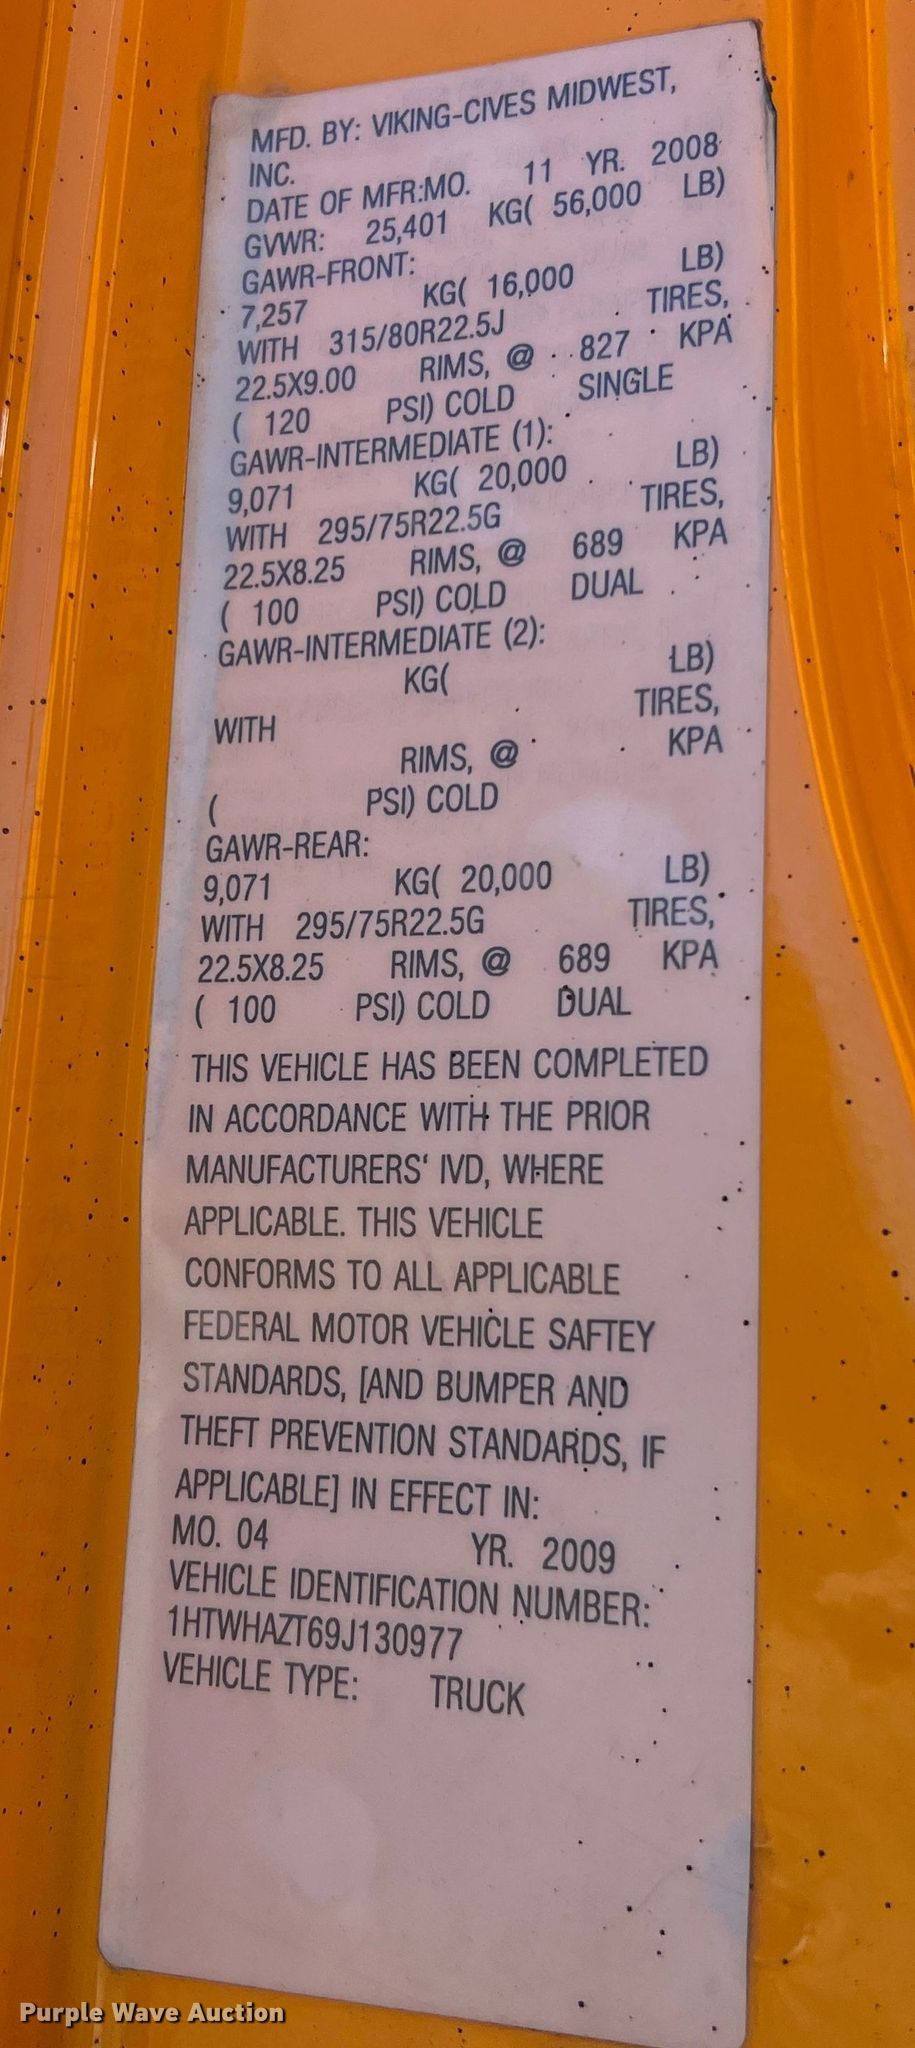 MFD. BY: VIKING-CIVES MIDWEST,
INC.
DATE OF MFR:MO. 11 YR. 2008
GVWR: 25,401 KG( 56,000 LB)
GAWR-FRONT:
7,257 KG( 16,000 LB)
WITH 315/80R22.5J TIRES,
22.5X9.00 RIMS, @ 827 KPA
( 120 PSI) COLD SINGLE
GAWR-INTERMEDIATE (1):
9,071 KG( 20,000 LB)
WITH 295/75R22.5G TIRES,
22.5X8.25 RIMS, @ 689 KPA
( 100 PSI) COLD DUAL
GAWR-INTERMEDIATE (2):
KG( LB)
WITH TIRES,
RIMS, @ KPA
( PSI) COLD
GAWR-REAR:
9,071 KG( 20,000 LB)
WITH 295/75R22.5G TIRES,
22.5X8.25 RIMS, @ 689 KPA
( 100 PSI) COLD DUAL
THIS VEHICLE HAS BEEN COMPLETED
IN ACCORDANCE WITH THE PRIOR
MANUFACTURERS‘ IVD, WHERE
APPLICABLE. THIS VEHICLE
CONFORMS TO ALL APPLICABLE
FEDERAL MOTOR VEHICLE SAFTEY
STANDARDS, [AND BUMPER AND
THEFT PREVENTION STANDARDS, IF
APPLICABLE] IN EFFECT IN:
MO. 04 YR. 2009
VEHICLE IDENTIFICATION NUMBER:
1HTWHAZT69J130977
VEHICLE TYPE: TRUCK
Purple Wave Auction